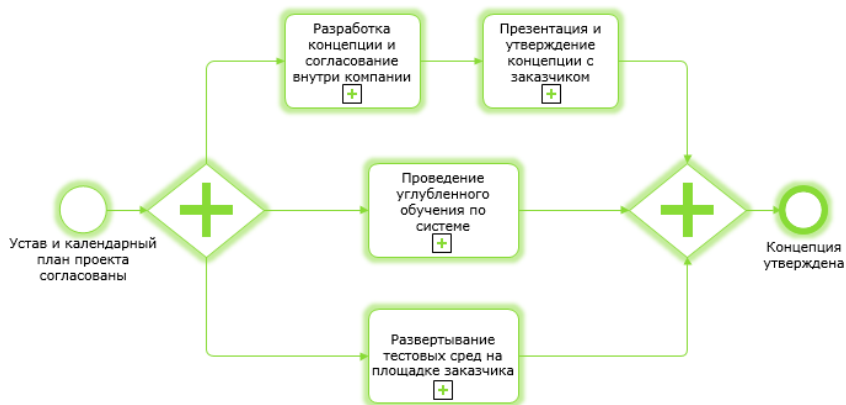 Разработка
концепции и
согласование
внутри компании
Презентация и
утверждение
концепции с
заказчиком
Устав и календарный
план проекта
согласованы
Проведение
углубленного
обучения по
системе
Концепция
утверждена
Развертывание
тестовых сред на
площадке заказчика